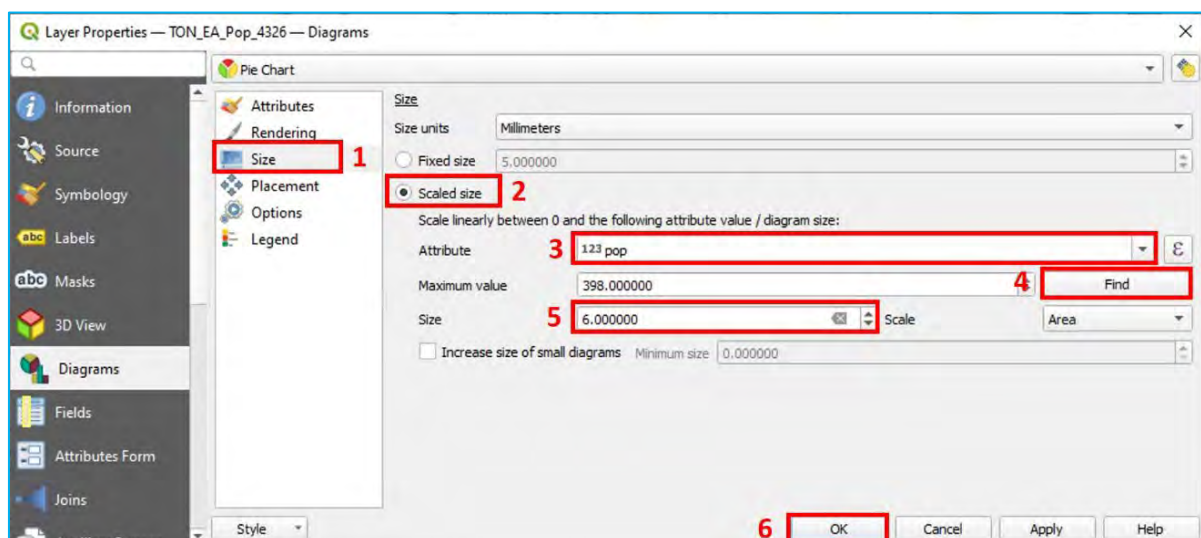 Layer Properties — TON_EA_Pop_4326 — Diagrams
Pie Chart
Information
Source
Symbology
abc Labels
abc Masks
3D View
Diagrams
Fields
Attributes Form
Joins
Attributes
Rendering
Size 1
Placement
Options
Legend
Size
Size units Millimeters
Fixed size 5.000000
Scaled size 2
Scale linearly between 0 and the following attribute value / diagram size:
Attribute 3 123 pop ε
Maximum value 398.000000 4 Find
Size 5 6.000000 Scale Area
Increase size of small diagrams Minimum size 0.000000
Style 6 OK Cancel Apply Help